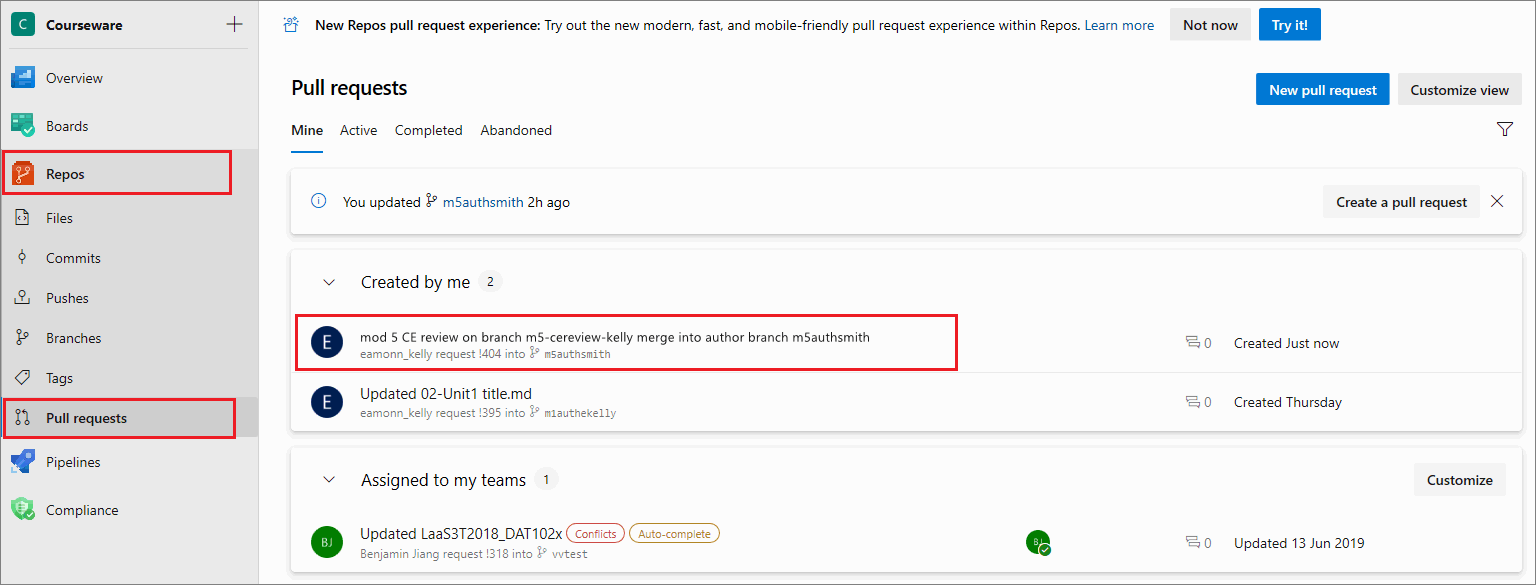 C Courseware
Overview
Boards
Repos
Files
Commits
Pushes
Branches
Tags
Pull requests
Pipelines
Compliance
New Repos pull request experience: Try out the new modern, fast, and mobile-friendly pull request experience within Repos. Learn more Not now Try it!
Pull requests New pull request Customize view
Mine Active Completed Abandoned
You updated m5authsmith 2h ago Create a pull request
Created by me 2
E mod 5 CE review on branch m5-cereview-kelly merge into author branch m5authsmith
eamonn_kelly request !404 into m5authsmith
0 Created Just now
E Updated 02-Unit1 title.md
eamonn_kelly request !395 into m1authekelly
0 Created Thursday
Assigned to my teams 1 Customize
BJ Updated LaaS3T2018_DAT102x Conflicts Auto-complete
Benjamin Jiang request !318 into vvtest
BJ 0 Updated 13 Jun 2019